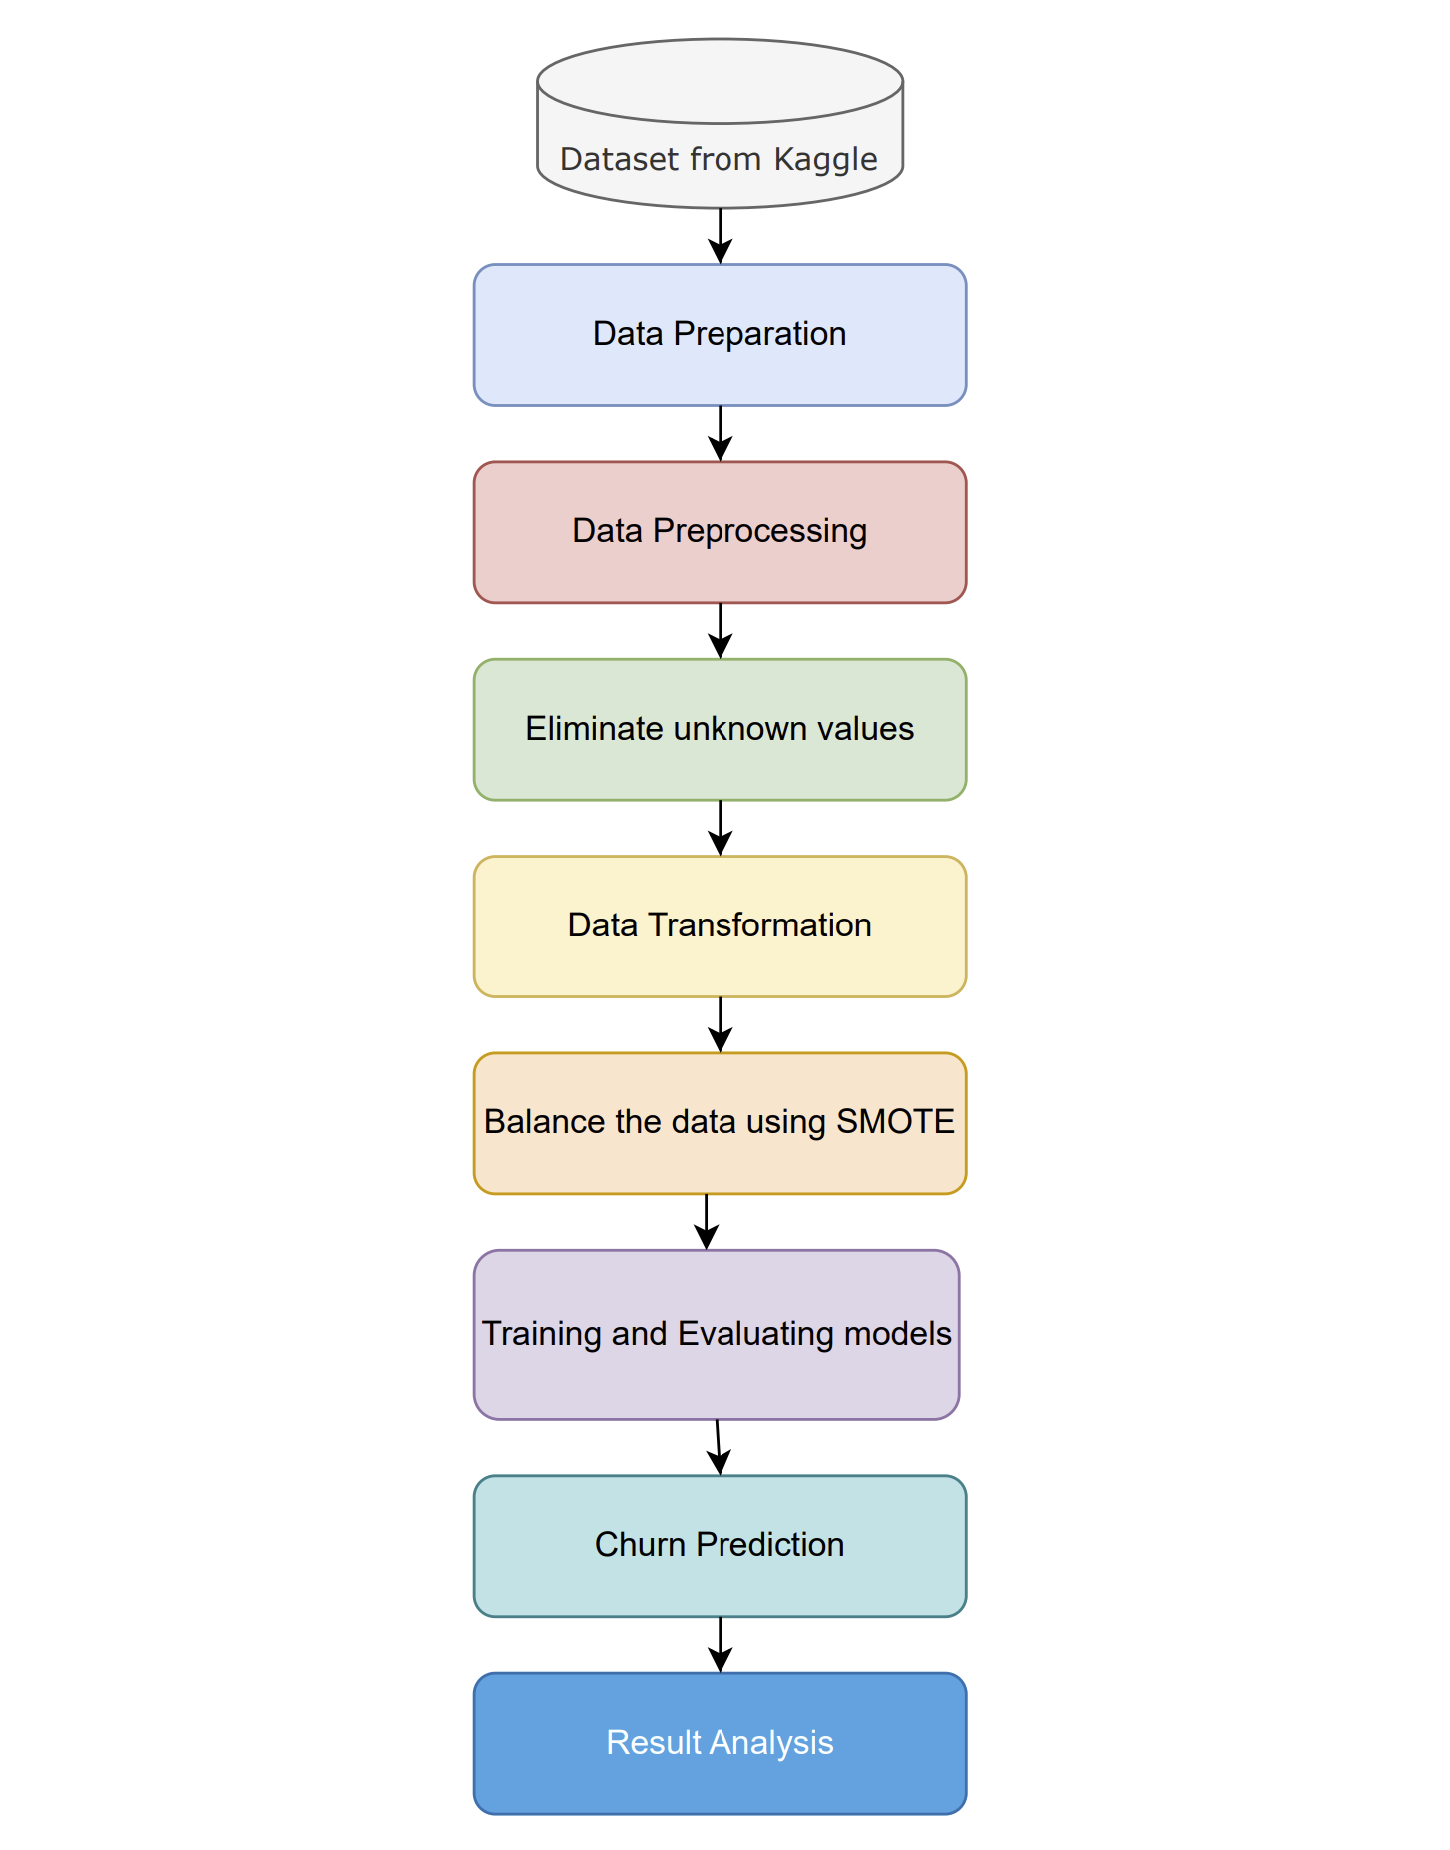 Dataset from Kaggle
Data Preparation
Data Preprocessing
Eliminate unknown values
Data Transformation
Balance the data using SMOTE
Training and Evaluating models
Churn Prediction
Result Analysis